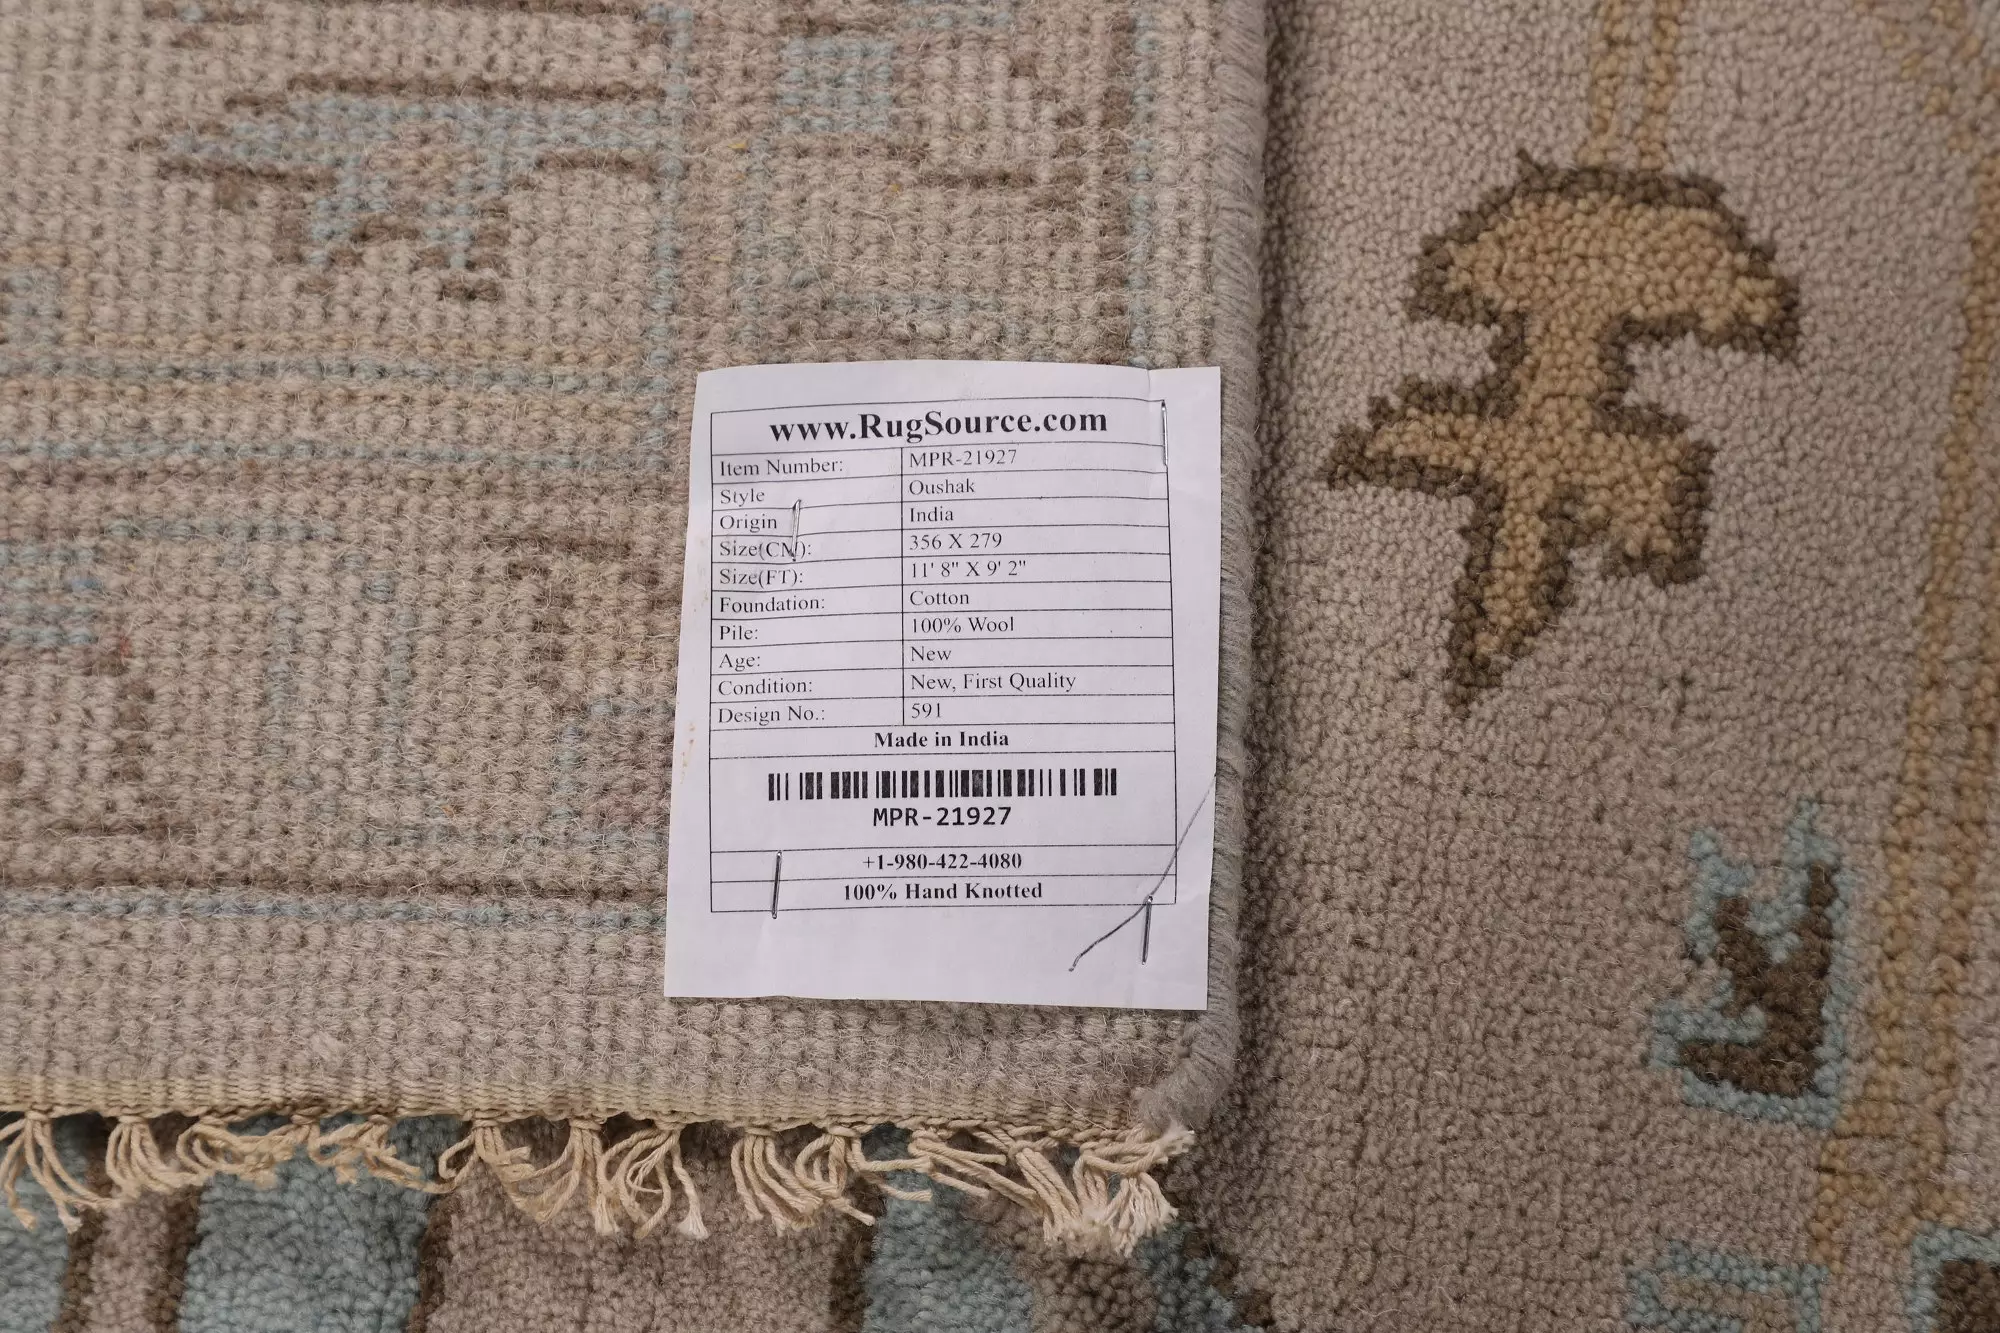 www.RugSource.com
Item Number: MPR-21927
Style Oushak
Origin India
Size(CM): 356 X 279
Size(FT): 11' 8" X 9' 2"
Foundation: Cotton
Pile: 100% Wool
Age: New
Condition: New, First Quality
Design No.: 591
Made in India
MPR-21927
+1-980-422-4080
100% Hand Knotted